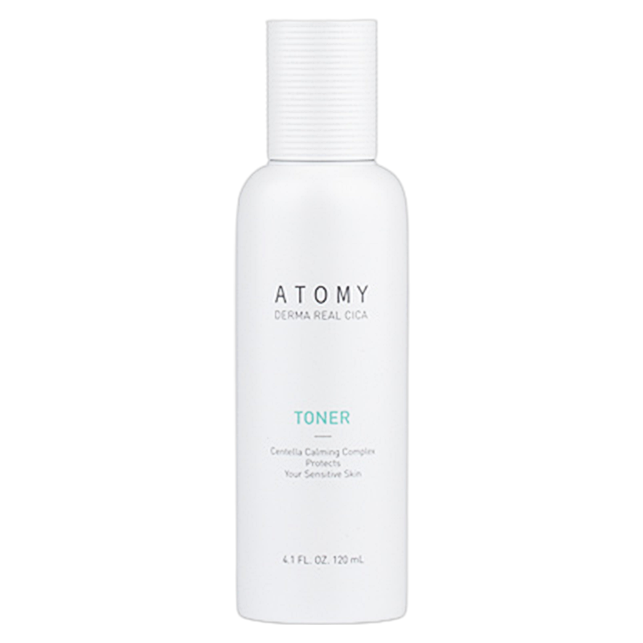 ATOMY
DERMA REAL CICA
TONER
Centella Calming Complex
Protects
Your Sensitive Skin
4.1 FL. OZ. 120 mL